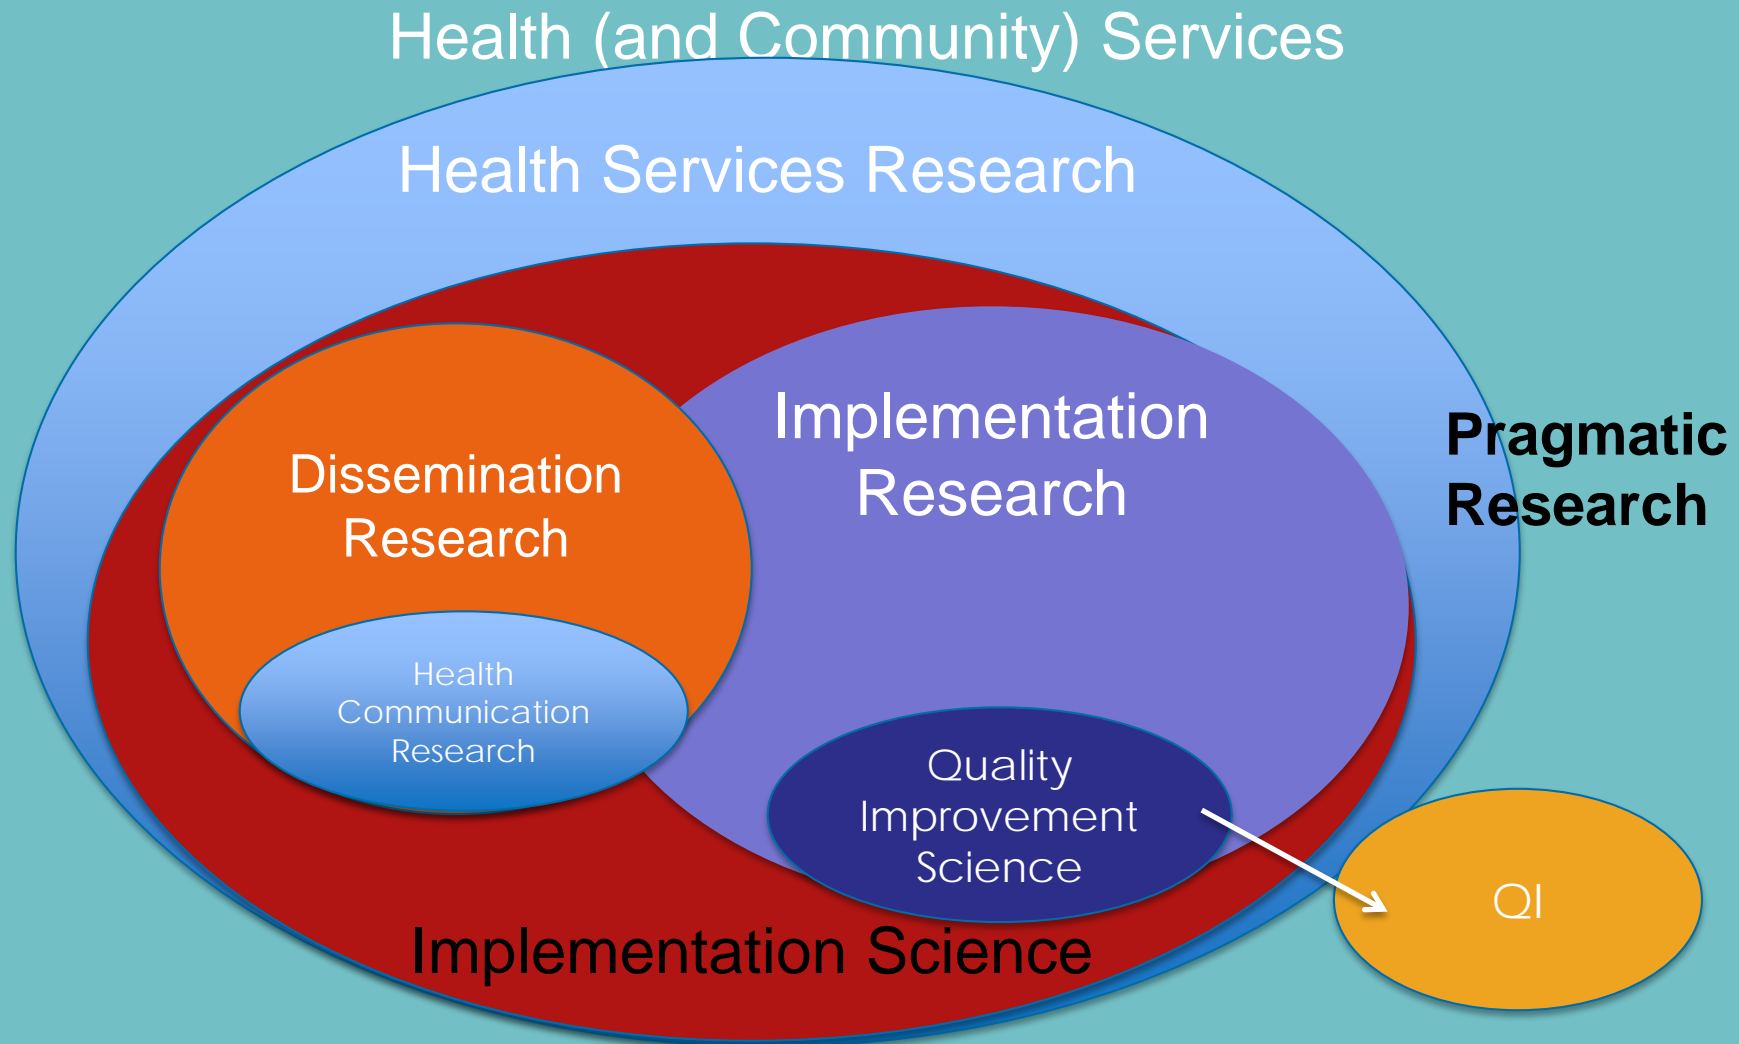 Health (and Community) Services
Health Services Research
Implementation
Research
Dissemination
Research
Pragmatic
Research
Health
Communication
Research
Quality
Improvement
Science
QI
Implementation Science